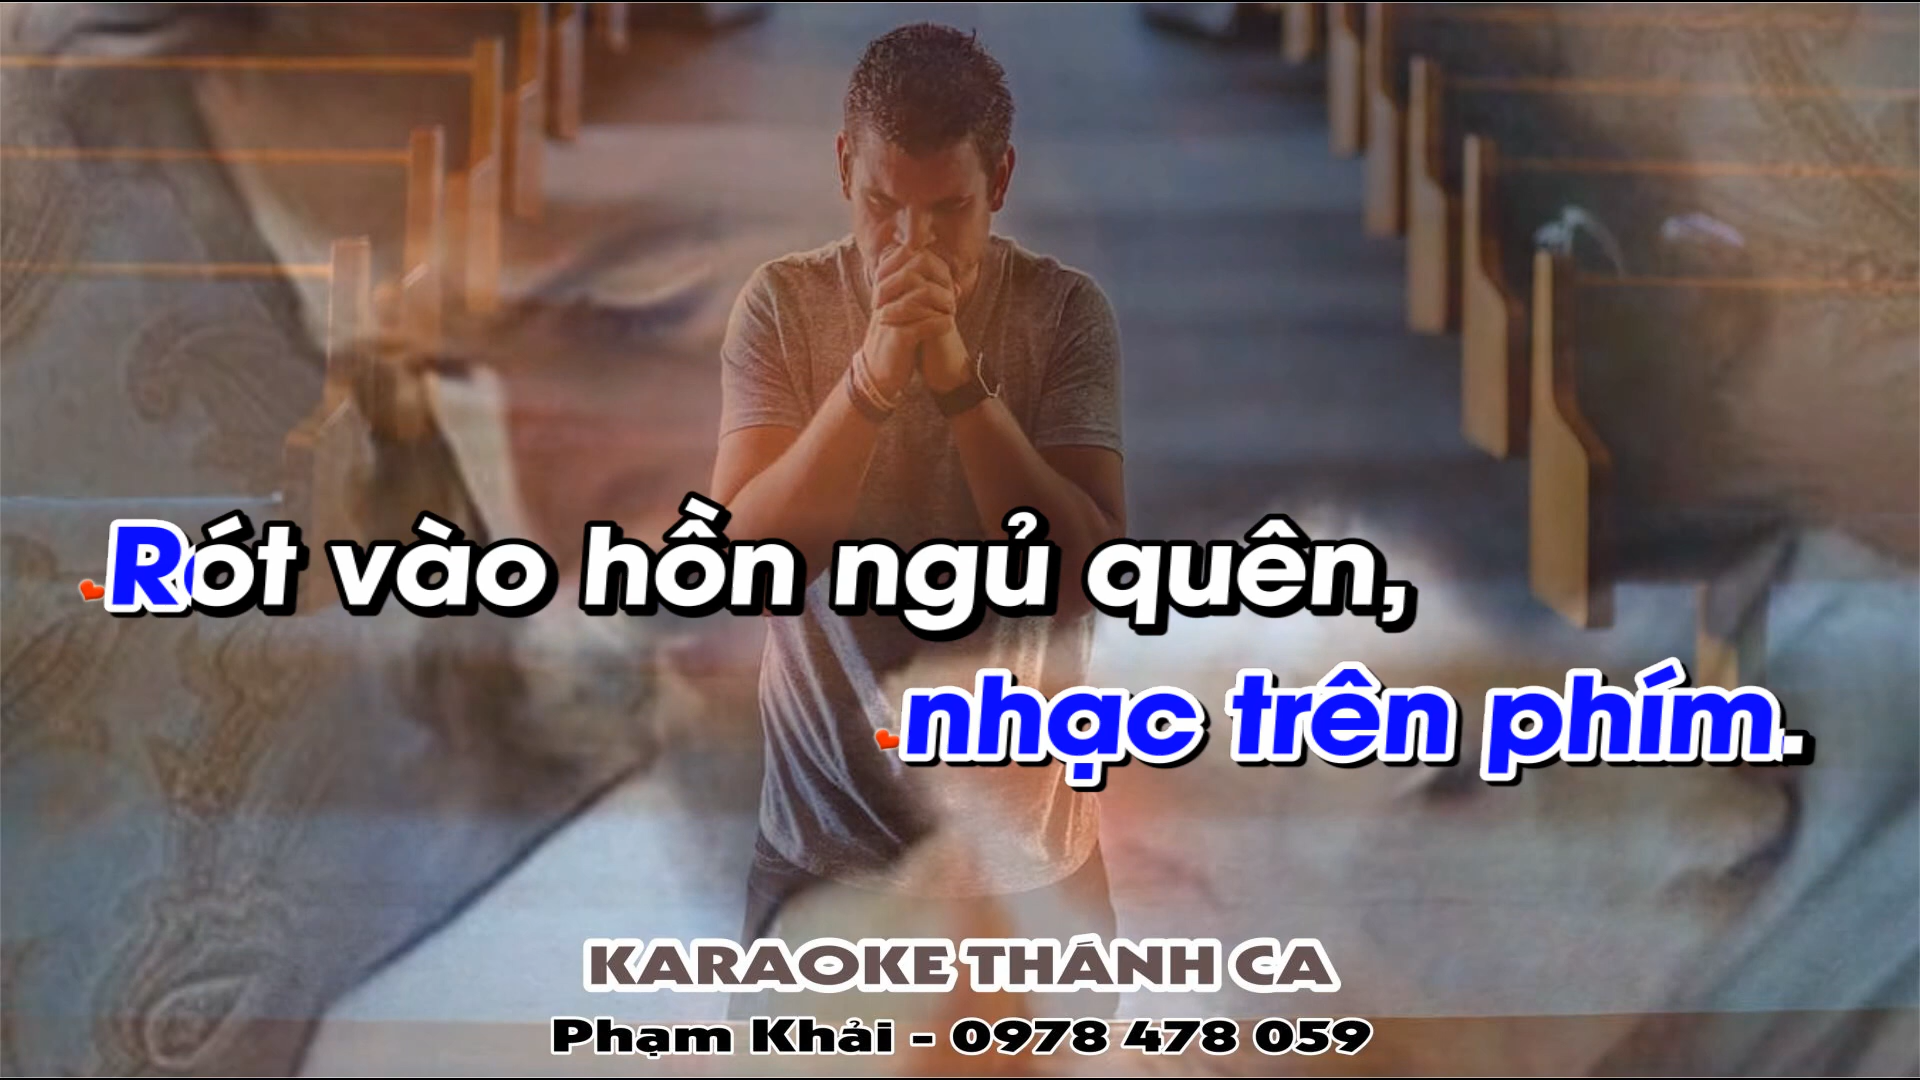 Rót vào hồn ngủ quên,
nhạc trên phím.
KARAOKE THÁNH CA
Phạm Khải - 0978 478 059